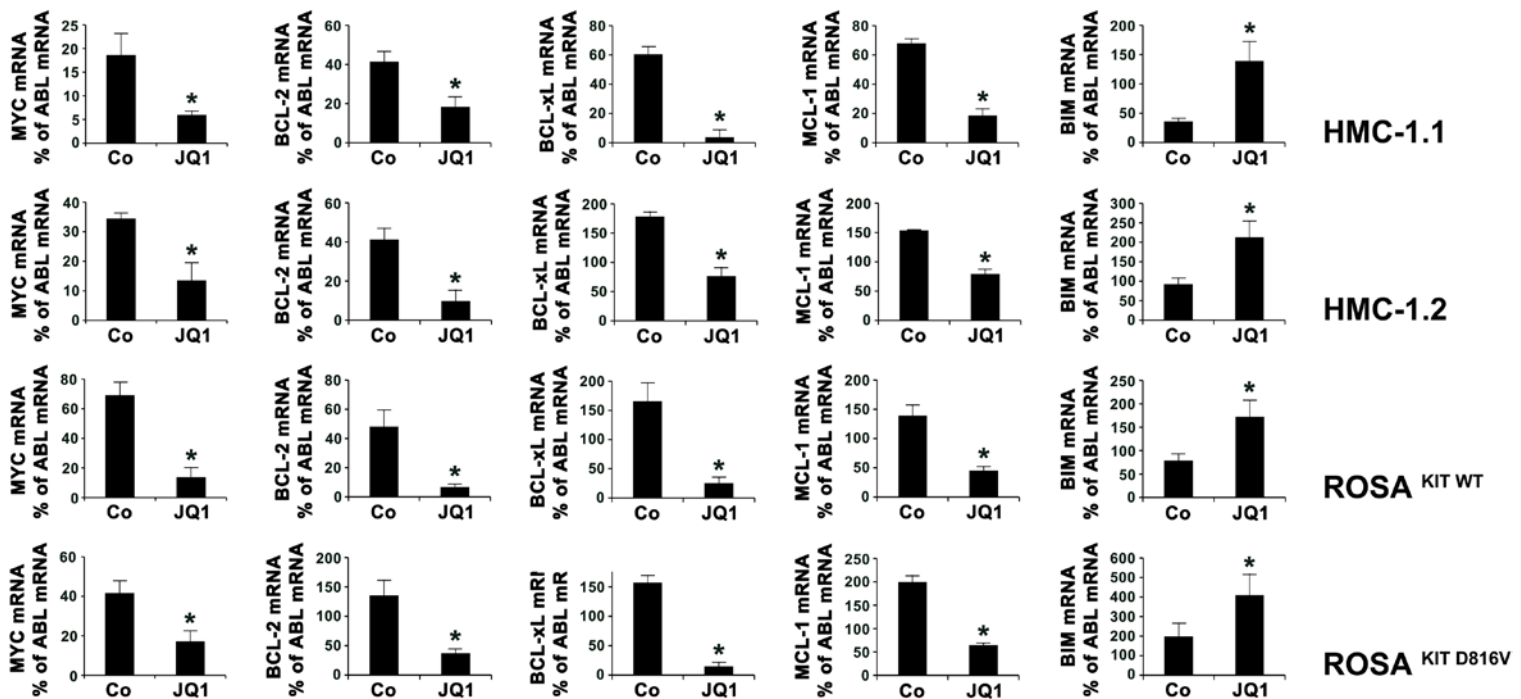 MYC mRNA
% of ABL mRNA
25
20
15
10
5
0
Co JQ1
*
BCL-2 mRNA
% of ABL mRNA
60
40
20
0
Co JQ1
*
BCL-xL mRNA
% of ABL mRNA
80
60
40
20
0
Co JQ1
*
MCL-1 mRNA
% of ABL mRNA
80
60
40
20
0
Co JQ1
*
BIM mRNA
% of ABL mRNA
200
150
100
50
0
Co JQ1
*
HMC-1.1
MYC mRNA
% of ABL mRNA
40
30
20
10
0
Co JQ1
*
BCL-2 mRNA
% of ABL mRNA
60
40
20
0
Co JQ1
*
BCL-xL mRNA
% of ABL mRNA
200
150
100
50
0
Co JQ1
*
MCL-1 mRNA
% of ABL mRNA
200
150
100
50
0
Co JQ1
*
BIM mRNA
% of ABL mRNA
300
250
200
150
100
50
0
Co JQ1
*
HMC-1.2
MYC mRNA
% of ABL mRNA
80
60
40
20
0
Co JQ1
*
BCL-2 mRNA
% of ABL mRNA
80
60
40
20
0
Co JQ1
*
BCL-xL mRNA
% of ABL mRNA
200
150
100
50
0
Co JQ1
*
MCL-1 mRNA
% of ABL mRNA
200
150
100
50
0
Co JQ1
*
BIM mRNA
% of ABL mRNA
250
200
150
100
50
0
Co JQ1
*
ROSA KIT WT
MYC mRNA
% of ABL mRNA
60
40
20
0
Co JQ1
*
BCL-2 mRNA
% of ABL mRNA
200
150
100
50
0
Co JQ1
*
BCL-xL mRI
% of ABL mR
150
100
50
0
Co JQ1
*
MCL-1 mRNA
% of ABL mRNA
250
200
150
100
50
0
Co JQ1
*
BIM mRNA
% of ABL mRNA
600
500
400
300
200
100
0
Co JQ1
*
ROSA KIT D816V